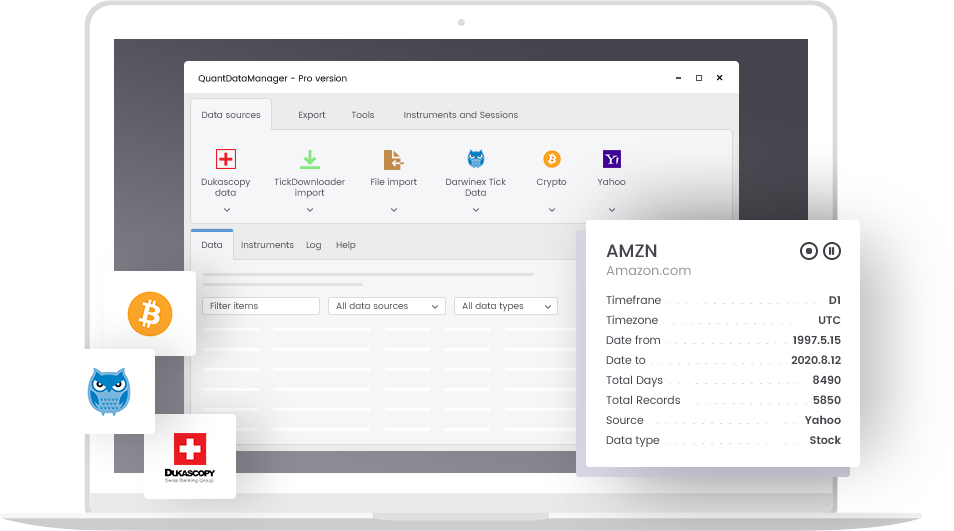 QuantDataManager - Pro version
Data sources
Export
Tools
Instruments and Sessions
Dukascopy
data
TickDownloader
import
File import
Darwinex Tick
Data
Crypto
Yahoo
Data
Instruments
Log
Help
Filter items
All data sources
All data types
AMZN
Amazon.com
Timefrane D1
Timezone UTC
Date from 1997.5.15
Date to 2020.8.12
Total Days 8490
Total Records 5850
Source Yahoo
Data type Stock
DUKASCOPY
Swiss Banking Group